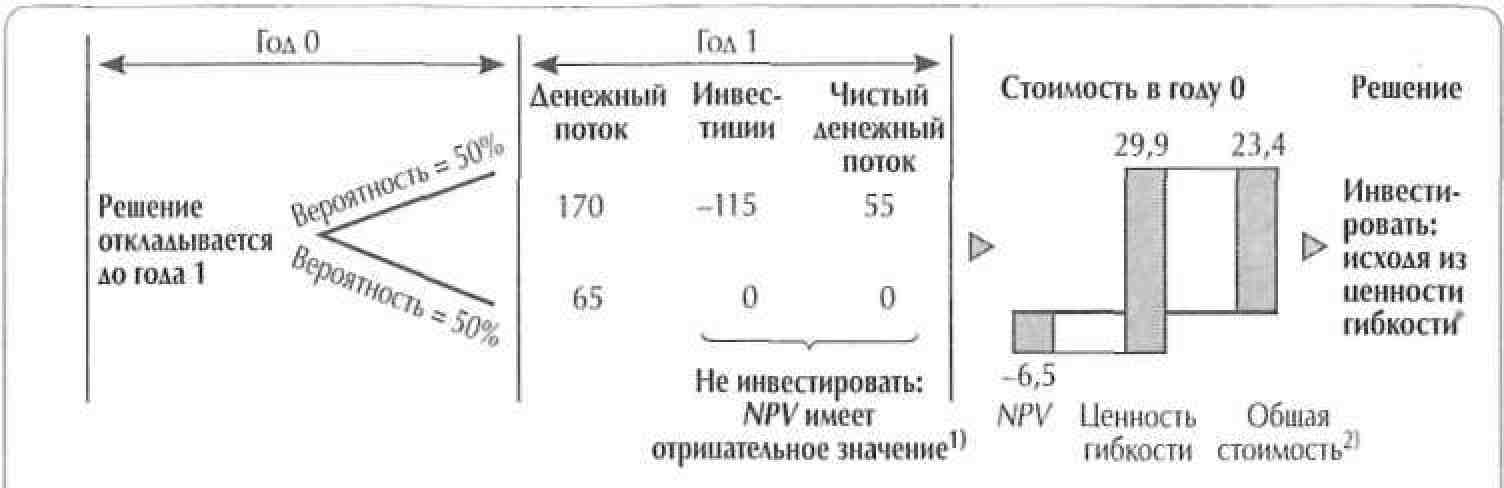 Год 0
Год 1
Денежный
поток
Инвес-
тиции
Чистый
денежный
поток
Стоимость в году 0
Решение
Решение
откладывается
до года 1
Вероятность = 50%
Вероятность = 50%
170
–115
55
65
0
0
Не инвестировать:
NPV имеет
отрицательное значение1)
29,9
23,4
–6,5
NPV
Ценность
гибкости
Общая
стоимость2)
Инвести-
ровать:
исходя из
ценности
гибкости